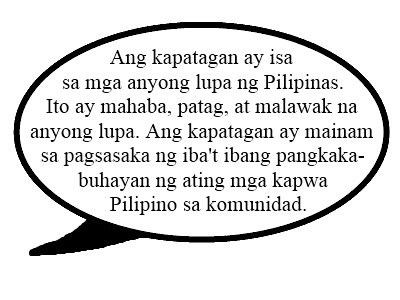 Ang kapatagan ay isa
sa mga anyong lupa ng Pilipinas.
Ito ay mahaba, patag, at malawak na
anyong lupa. Ang kapatagan ay mainam
sa pagsasaka ng iba't ibang pangkaka-
buhayan ng ating mga kapwa
Pilipino sa komunidad.